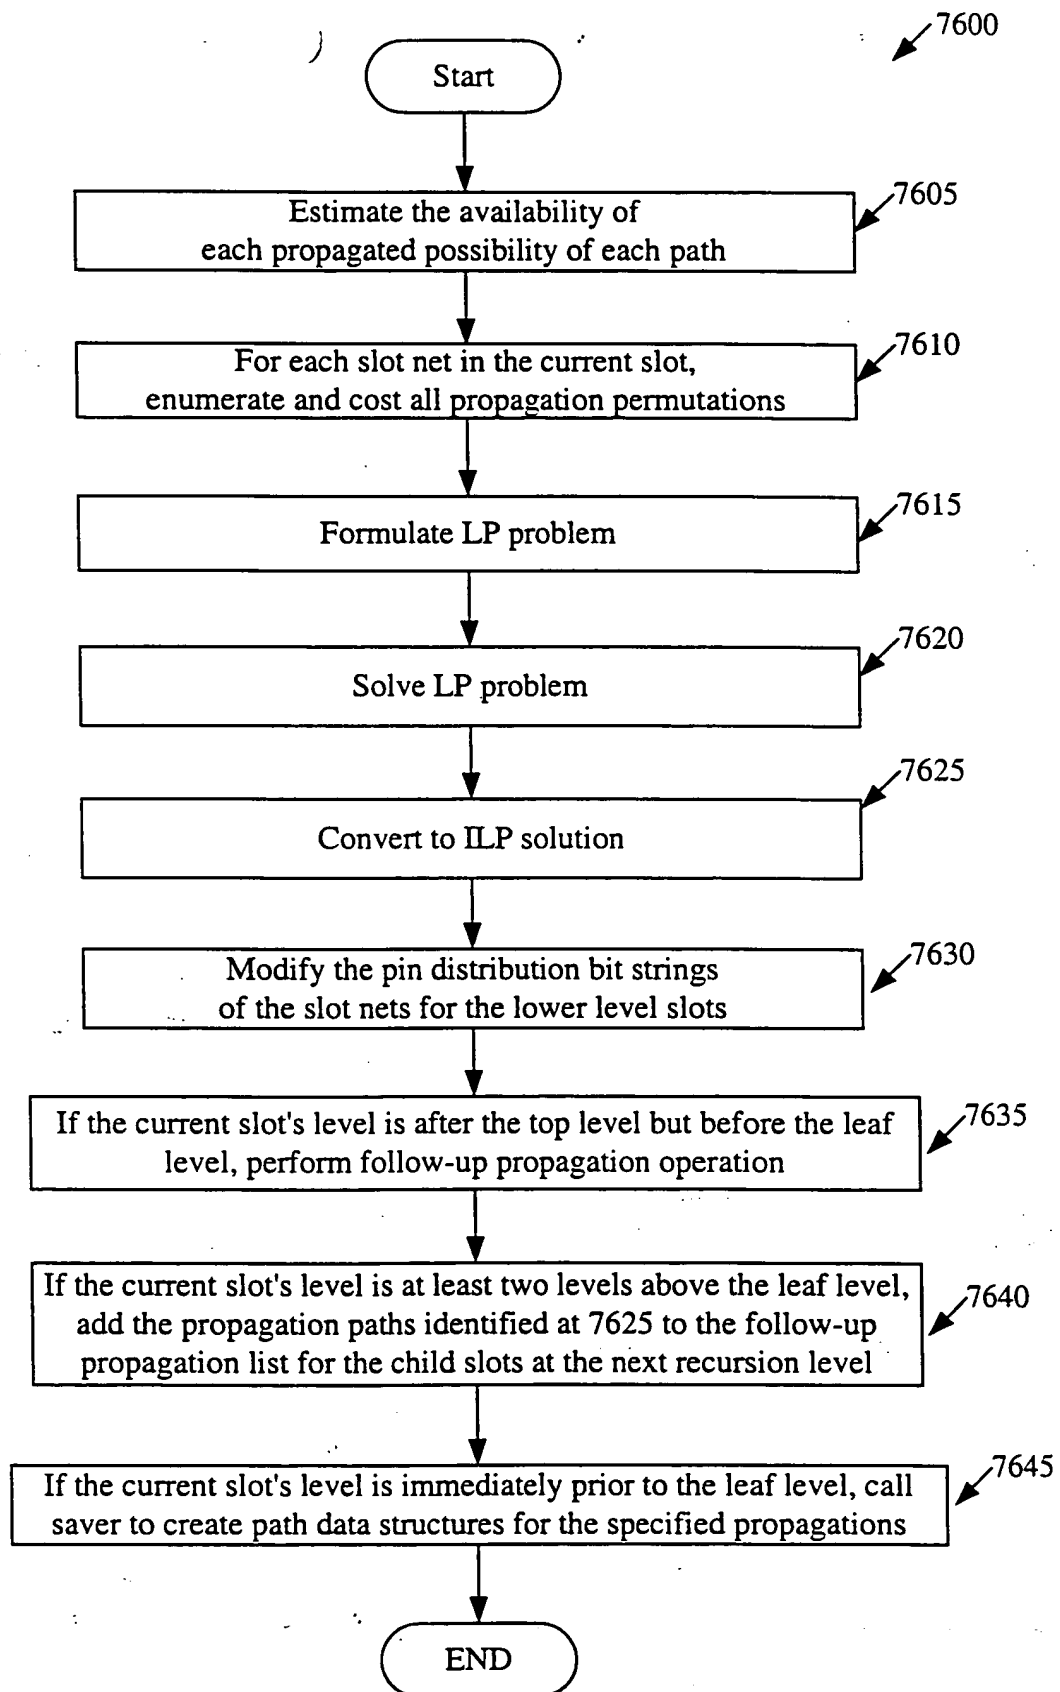 7600
Start
7605
Estimate the availability of
each propagated possibility of each path
7610
For each slot net in the current slot,
enumerate and cost all propagation permutations
7615
Formulate LP problem
7620
Solve LP problem
7625
Convert to ILP solution
7630
Modify the pin distribution bit strings
of the slot nets for the lower level slots
7635
If the current slot's level is after the top level but before the leaf
level, perform follow-up propagation operation
7640
If the current slot's level is at least two levels above the leaf level,
add the propagation paths identified at 7625 to the follow-up
propagation list for the child slots at the next recursion level
7645
If the current slot's level is immediately prior to the leaf level, call
saver to create path data structures for the specified propagations
END